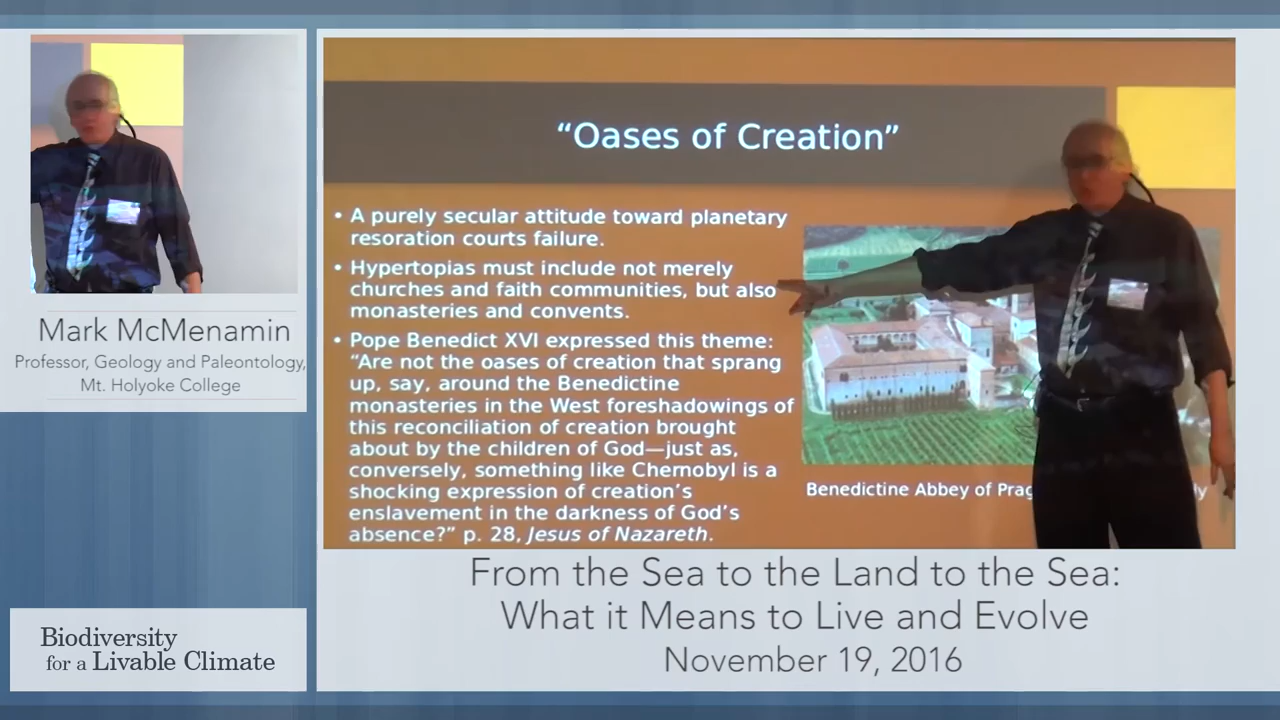 “Oases of Creation”
• A purely secular attitude toward planetary
resoration courts failure.
• Hypertopias must include not merely
churches and faith communities, but also
monasteries and convents.
• Pope Benedict XVI expressed this theme:
“Are not the oases of creation that sprang
up, say, around the Benedictine
monasteries in the West foreshadowings of
this reconciliation of creation brought
about by the children of God—just as,
conversely, something like Chernobyl is a
shocking expression of creation’s
enslavement in the darkness of God’s
absence?” p. 28, Jesus of Nazareth.
Benedictine Abbey of
Mark McMenamin
Professor, Geology and Paleontology,
Mt. Holyoke College
Biodiversity
for a Livable Climate
From the Sea to the Land to the Sea:
What it Means to Live and Evolve
November 19, 2016